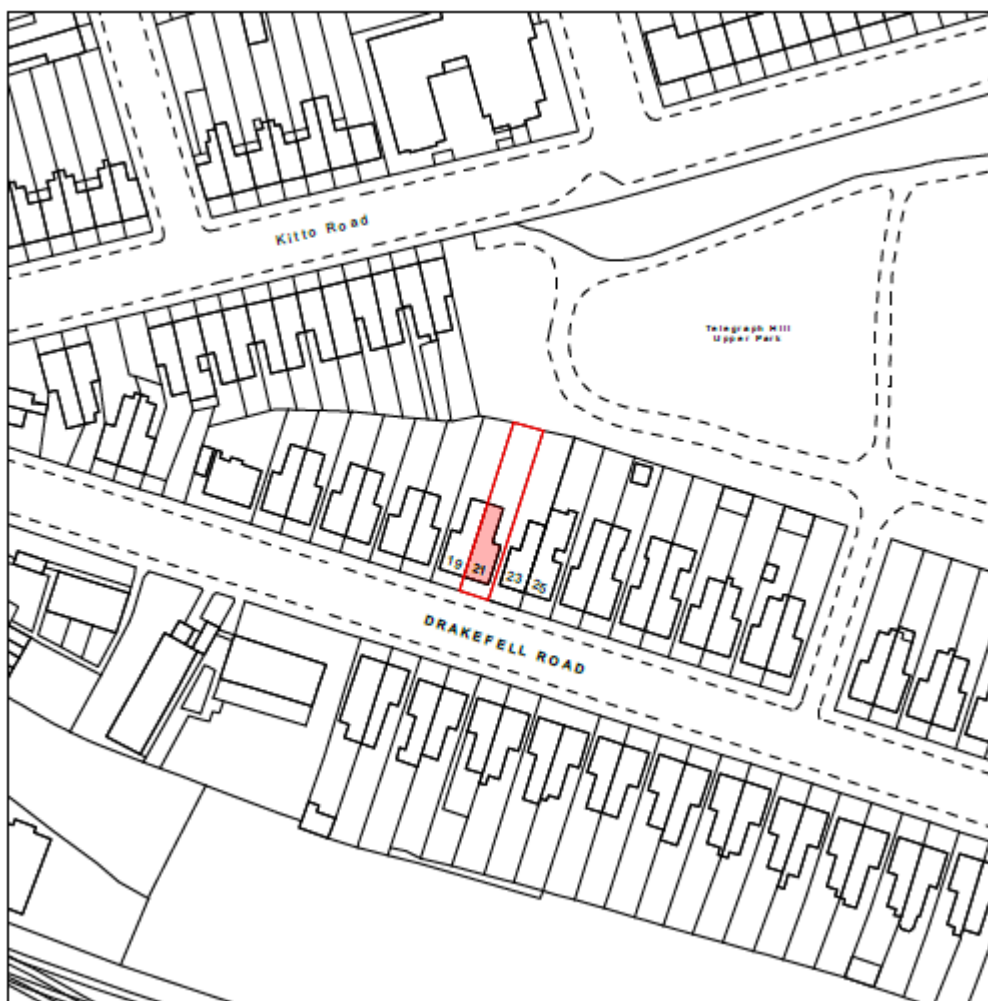 Kitto Road
Telegraph Hill
Upper Park
19
21
23
25
DRAKEFELL ROAD